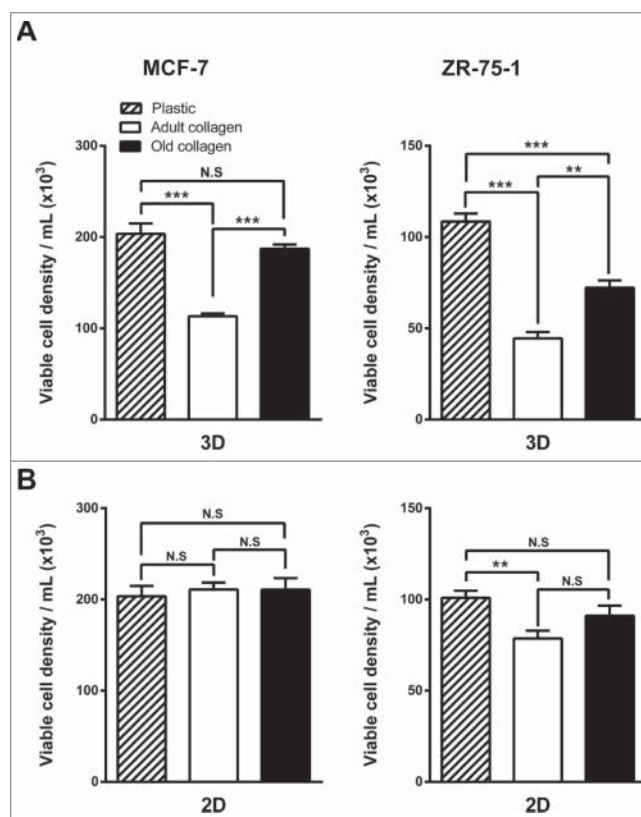 A
MCF-7
ZR-75-1
Plastic
Adult collagen
Old collagen
Viable cell density / mL (x10³)
300
200
100
0
N.S
***
***
3D
Viable cell density / mL (x10³)
150
100
50
0
***
***
**
3D
B
Viable cell density / mL (x10³)
300
200
100
0
N.S
N.S
N.S
2D
Viable cell density / mL (x10³)
150
100
50
0
N.S
**
N.S
2D